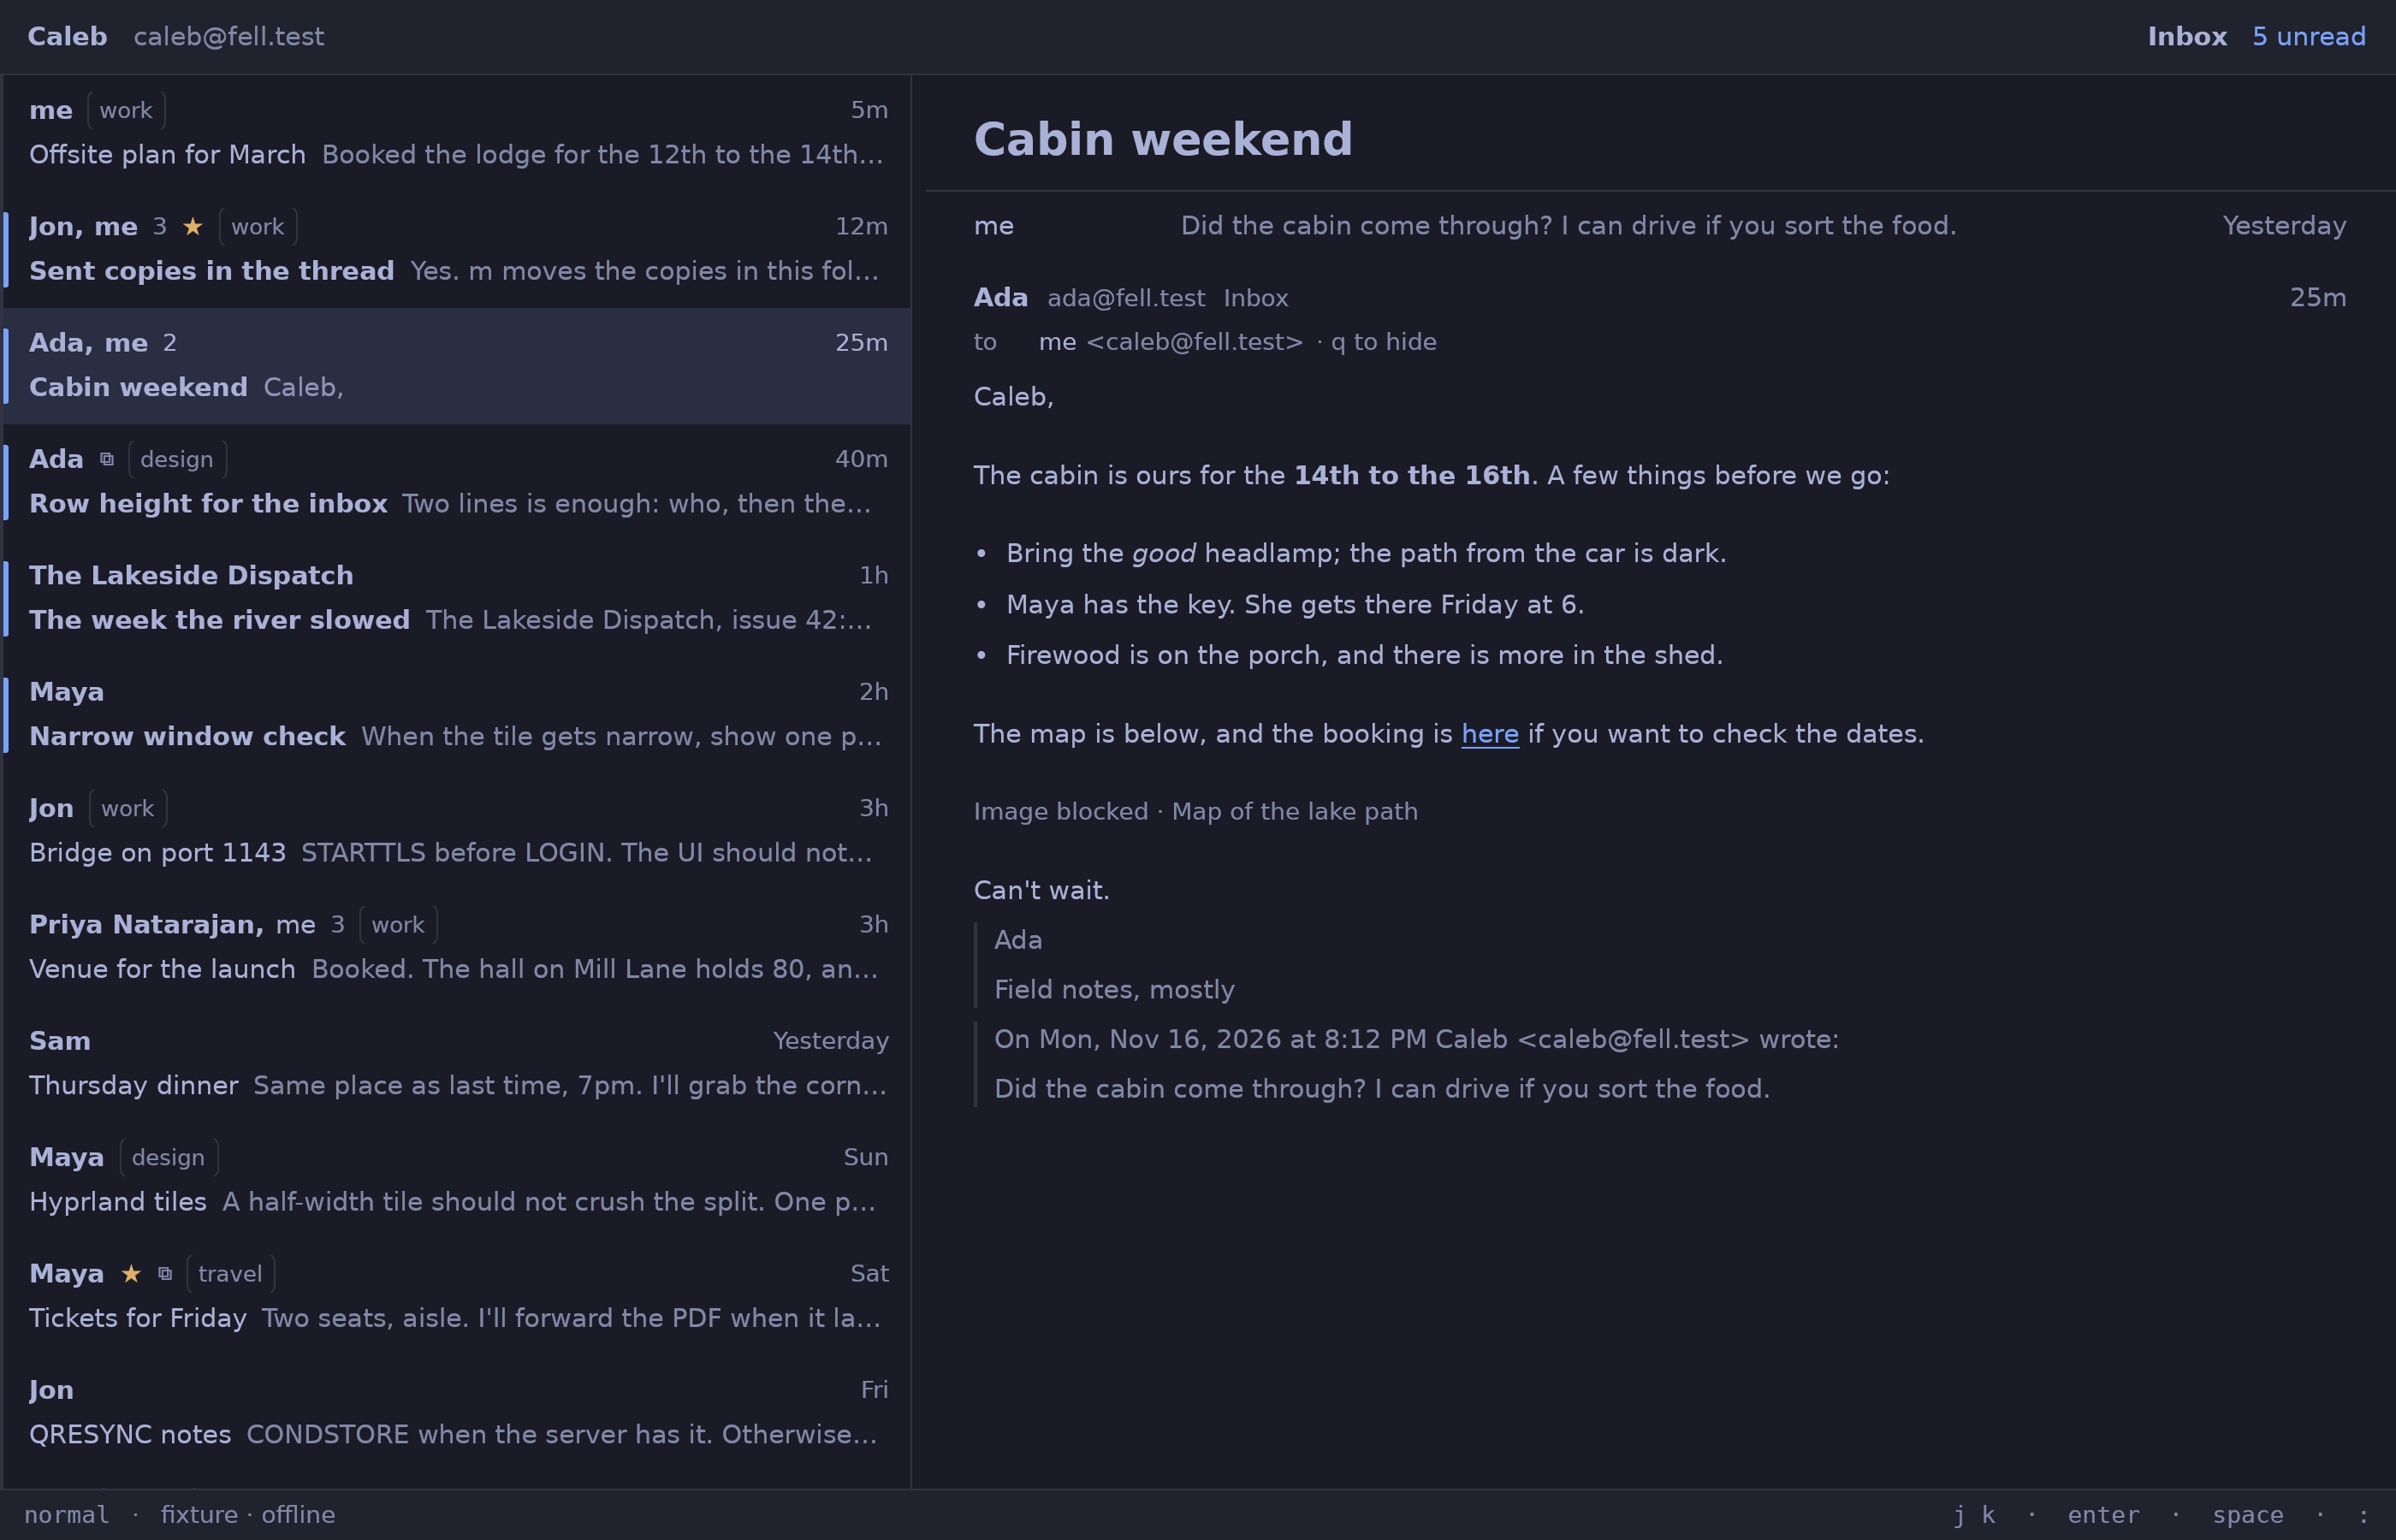 Caleb caleb@fell.test
Inbox 5 unread
me work 5m
Offsite plan for March Booked the lodge for the 12th to the 14th…
Jon, me 3 ★ work 12m
Sent copies in the thread Yes. m moves the copies in this fol…
Ada, me 2 25m
Cabin weekend Caleb,
Ada ⧉ design 40m
Row height for the inbox Two lines is enough: who, then the…
The Lakeside Dispatch 1h
The week the river slowed The Lakeside Dispatch, issue 42:…
Maya 2h
Narrow window check When the tile gets narrow, show one p…
Jon work 3h
Bridge on port 1143 STARTTLS before LOGIN. The UI should not…
Priya Natarajan, me 3 work 3h
Venue for the launch Booked. The hall on Mill Lane holds 80, an…
Sam Yesterday
Thursday dinner Same place as last time, 7pm. I'll grab the corn…
Maya design Sun
Hyprland tiles A half-width tile should not crush the split. One p…
Maya ★ ⧉ travel Sat
Tickets for Friday Two seats, aisle. I'll forward the PDF when it la…
Jon Fri
QRESYNC notes CONDSTORE when the server has it. Otherwise…
Cabin weekend
me Did the cabin come through? I can drive if you sort the food. Yesterday
Ada ada@fell.test Inbox 25m
to me <caleb@fell.test> · q to hide
Caleb,
The cabin is ours for the 14th to the 16th. A few things before we go:
• Bring the good headlamp; the path from the car is dark.
• Maya has the key. She gets there Friday at 6.
• Firewood is on the porch, and there is more in the shed.
The map is below, and the booking is here if you want to check the dates.
Image blocked · Map of the lake path
Can't wait.
Ada
Field notes, mostly
On Mon, Nov 16, 2026 at 8:12 PM Caleb <caleb@fell.test> wrote:
Did the cabin come through? I can drive if you sort the food.
normal · fixture · offline
j k · enter · space · :